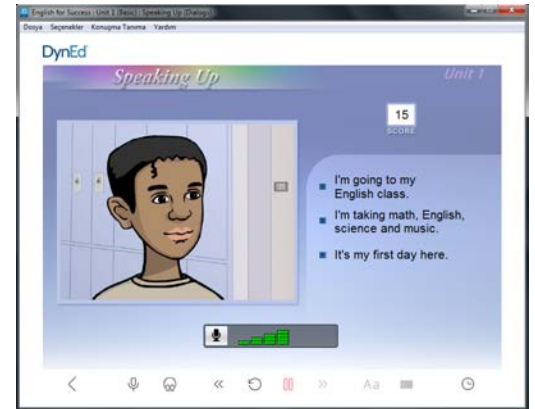 English for Success : Unit 1 (Basic) : Speaking Up (Dialogs)
Dosya Seçenekler Konuşma Tanıma Yardım
DynEd
Speaking Up
Unit 1
15
SCORE
I'm going to my
English class.
I'm taking math, English,
science and music.
It's my first day here.
Aa